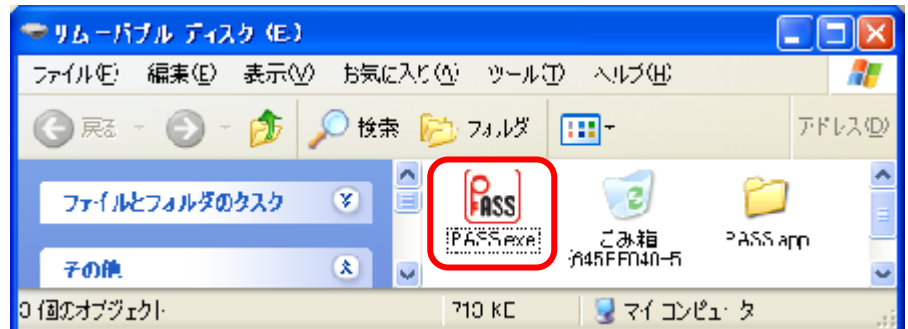 リムーバブル ディスク (E:)
ファイル(F) 編集(E) 表示(V) お気に入り(A) ツール(T) ヘルプ(H)
戻る 検索 フォルダ アドレス(D)
ファイルとフォルダのタスク
その他
PASS
PASS.exe
ごみ箱
PASS.app
個のオブジェクト 710 KB マイ コンピュータ